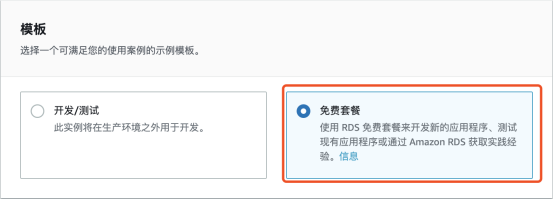 模板
选择一个可满足您的使用案例的示例模板。
开发/测试
此实例将在生产环境之外用于开发。
免费套餐
使用 RDS 免费套餐来开发新的应用程序、测试
现有应用程序或通过 Amazon RDS 获取实践经
验。信息